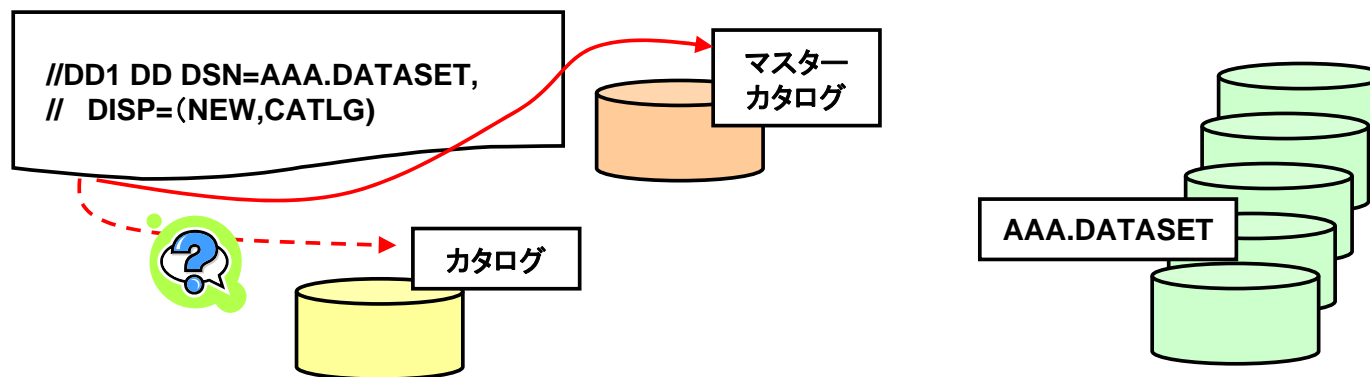 //DD1 DD DSN=AAA.DATASET,
//   DISP=（NEW,CATLG)
マスター
カタログ
カタログ
AAA.DATASET